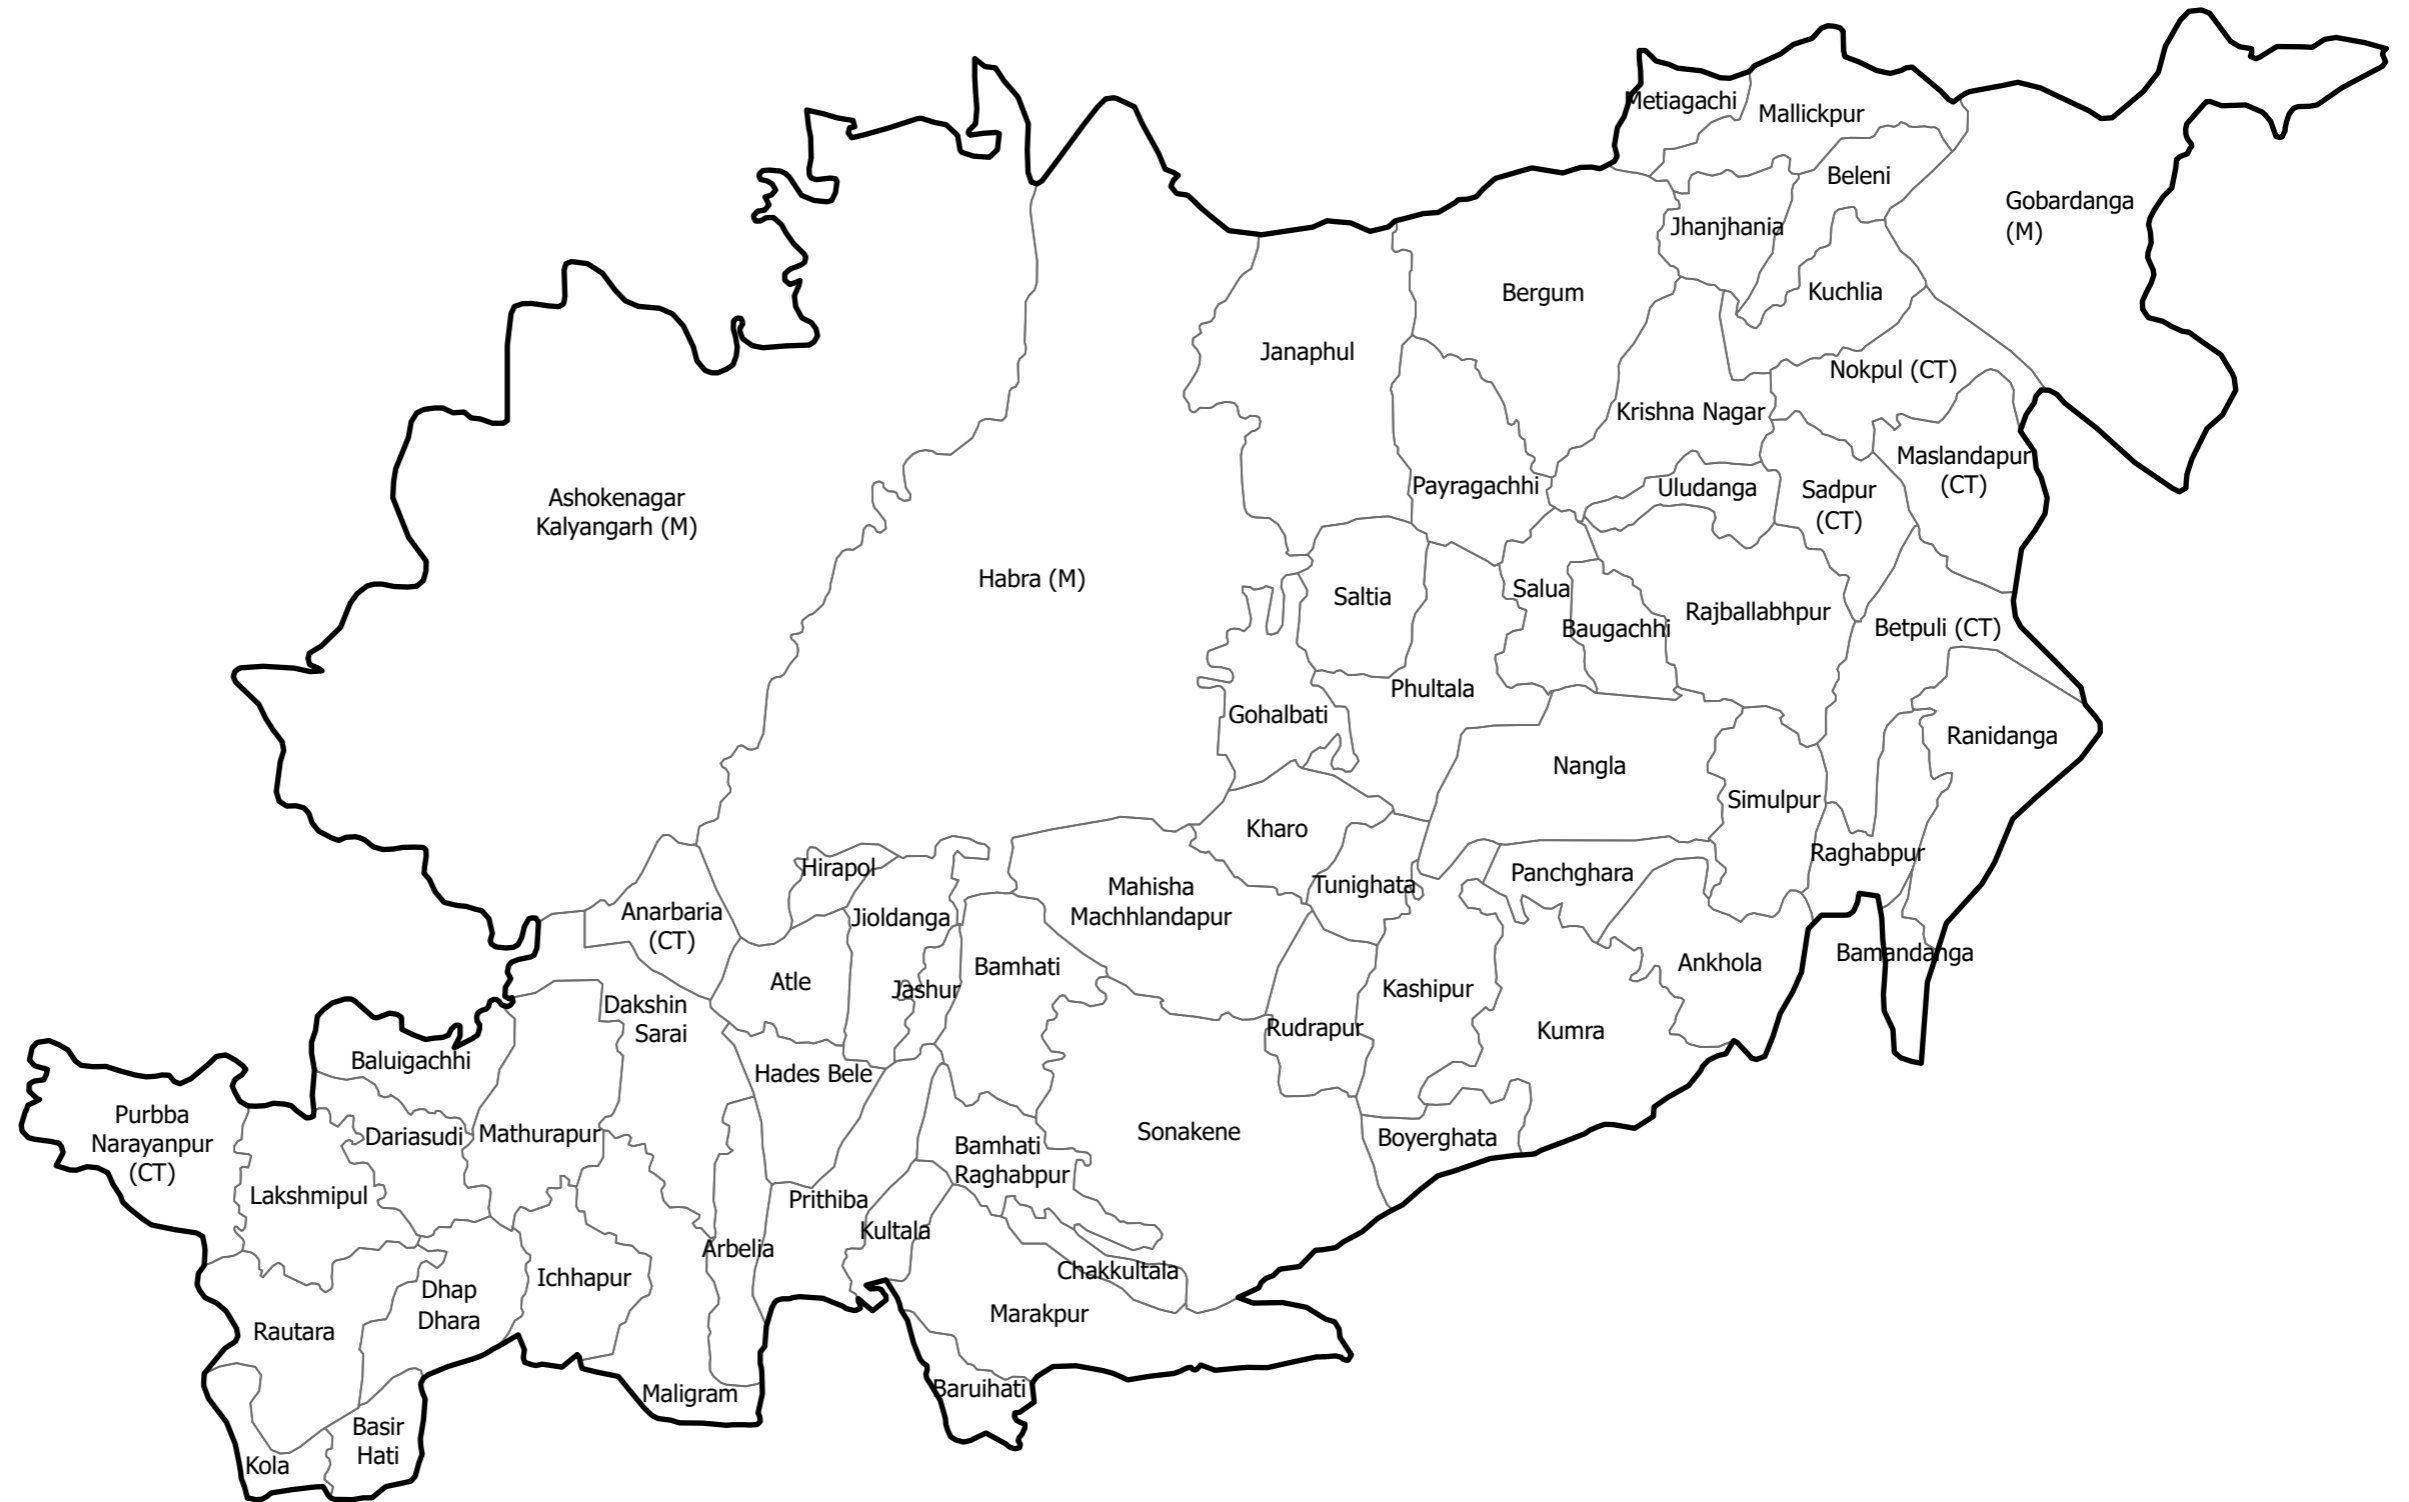 Metiagachi
Mallickpur
Beleni
Gobardanga
(M)
Jhanjhania
Bergum
Kuchlia
Janaphul
Nokpul (CT)
Krishna Nagar
Maslandapur
(CT)
Payragachhi
Uludanga
Sadpur
(CT)
Ashokenagar
Kalyangarh (M)
Habra (M)
Saltia
Salua
Baugachhi
Rajballabhpur
Betpuli (CT)
Phultala
Gohalbati
Ranidanga
Nangla
Simulpur
Kharo
Raghabpur
Hirapol
Panchghara
Tunighata
Mahisha
Machhlandapur
Anarbaria
(CT)
Jioldanga
Bamandanga
Ankhola
Bamhati
Atle
Jashur
Kashipur
Dakshin
Sarai
Rudrapur
Kumra
Baluigachhi
Hades Bele
Purbba
Narayanpur
(CT)
Dariasudi
Mathurapur
Sonakene
Boyerghata
Bamhati
Raghabpur
Lakshmipul
Prithiba
Kultala
Arbelia
Chakkultala
Ichhapur
Dhap
Dhara
Marakpur
Rautara
Baruihati
Maligram
Basir
Hati
Kola